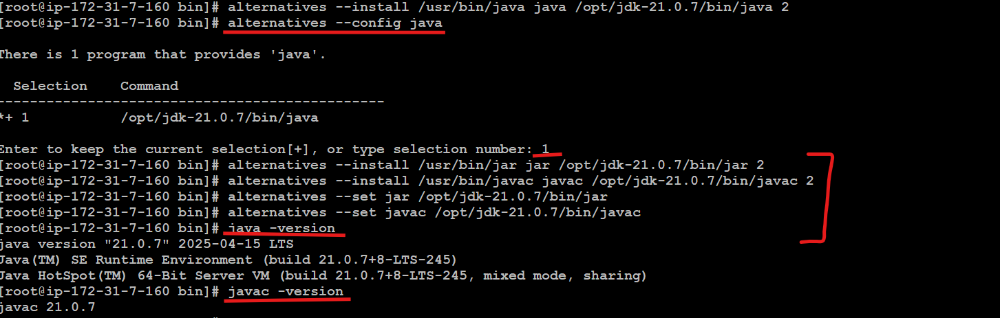 [root@ip-172-31-7-160 bin]# alternatives --install /usr/bin/java java /opt/jdk-21.0.7/bin/java 2
[root@ip-172-31-7-160 bin]# alternatives --config java
There is 1 program that provides 'java'.
  Selection    Command
-----------------------------------------------
*+ 1           /opt/jdk-21.0.7/bin/java
Enter to keep the current selection[+], or type selection number: 1
[root@ip-172-31-7-160 bin]# alternatives --install /usr/bin/jar jar /opt/jdk-21.0.7/bin/jar 2
[root@ip-172-31-7-160 bin]# alternatives --install /usr/bin/javac javac /opt/jdk-21.0.7/bin/javac 2
[root@ip-172-31-7-160 bin]# alternatives --set jar /opt/jdk-21.0.7/bin/jar
[root@ip-172-31-7-160 bin]# alternatives --set javac /opt/jdk-21.0.7/bin/javac
[root@ip-172-31-7-160 bin]# java -version
java version "21.0.7" 2025-04-15 LTS
Java(TM) SE Runtime Environment (build 21.0.7+8-LTS-245)
Java HotSpot(TM) 64-Bit Server VM (build 21.0.7+8-LTS-245, mixed mode, sharing)
[root@ip-172-31-7-160 bin]# javac -version
javac 21.0.7